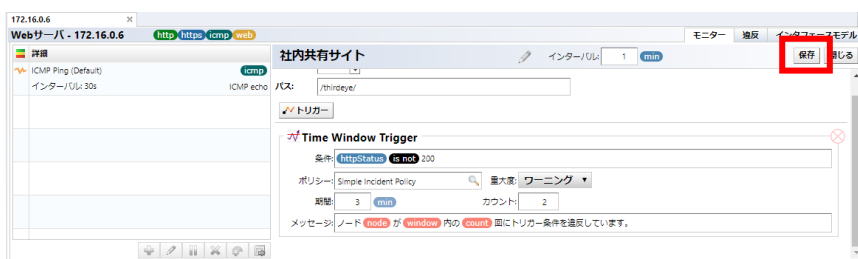 172.16.0.6 ×
Webサーバ - 172.16.0.6 http https icmp web
モニター 違反 インタフェースモデル
詳細
社内共有サイト インターバル: 1 min 保存 閉じる
ICMP Ping (Default) icmp
インターバル: 30s ICMP echo
パス: /thirdeye/
トリガー
Time Window Trigger
条件: httpStatus is not 200
ポリシー: Simple Incident Policy 重大度: ワーニング
期間: 3 min カウント: 2
メッセージ: ノード node が window 内の count 回にトリガー条件を違反しています。